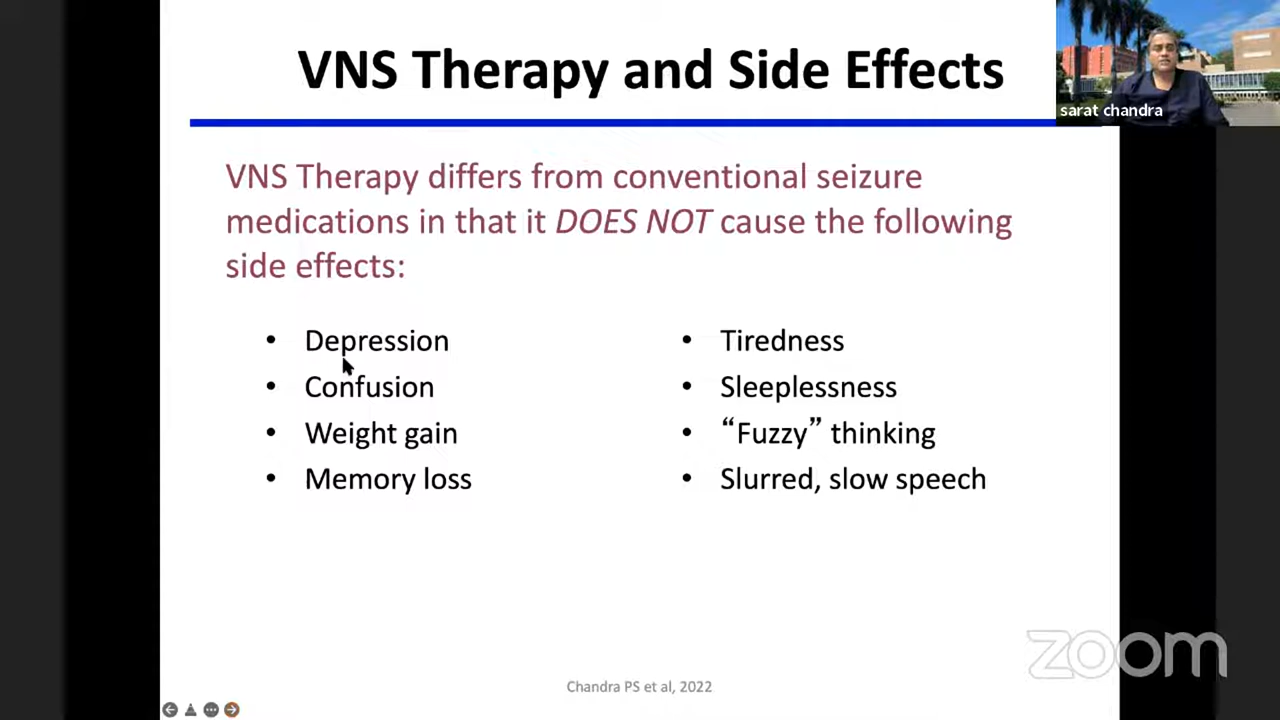 VNS Therapy and Side Effects
sarat chandra
VNS Therapy differs from conventional seizure
medications in that it DOES NOT cause the following
side effects:
• Depression
• Confusion
• Weight gain
• Memory loss
• Tiredness
• Sleeplessness
• “Fuzzy” thinking
• Slurred, slow speech
zoom
Chandra PS et al, 2022